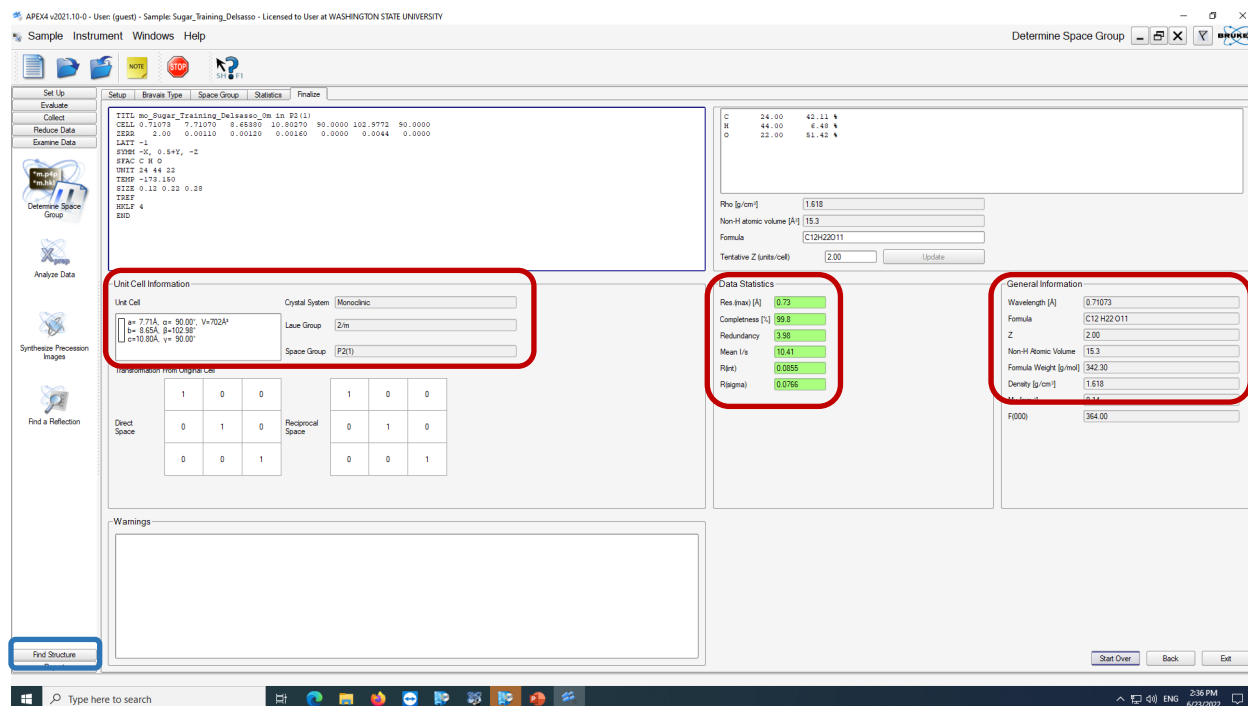 APEX4 v2021.10-0 - User: (guest) - Sample: Sugar_Training_Delsasso - Licensed to User at WASHINGTON STATE UNIVERSITY
Sample Instrument Windows Help
Determine Space Group
BRUKER
NOTE
STOP
SH F1
Set Up
Evaluate
Collect
Reduce Data
Examine Data
*m.p4p
*m.hkl
Determine Space
Group
Xprep
Analyze Data
Synthesize Precession
Images
Find a Reflection
Find Structure
Setup Bravais Type Space Group Statistics Finalize
TITL mo_Sugar_Training_Delsasso_0m in P2(1)
CELL 0.71073 7.71070 8.65380 10.80270 90.0000 102.9772 90.0000
ZERR 2.00 0.00110 0.00120 0.00160 0.0000 0.0044 0.0000
LATT -1
SYMM -X, 0.5+Y, -Z
SFAC C H O
UNIT 24 44 22
TEMP -173.150
SIZE 0.12 0.22 0.28
TREF
HKLF 4
END
C 24.00 42.11 %
H 44.00 6.48 %
O 22.00 51.42 %
Rho [g/cm³] 1.618
Non-H atomic volume [Å³] 15.3
Formula C12H22O11
Tentative Z (units/cell) 2.00 Update
Unit Cell Information
Unit Cell
a= 7.71Å, α= 90.00°, V=702Å³
b= 8.65Å, β=102.98°
c=10.80Å, γ= 90.00°
Crystal System Monoclinic
Laue Group 2/m
Space Group P2(1)
Data Statistics
Res.(max) [Å] 0.73
Completness [%] 99.8
Redundancy 3.98
Mean I/s 10.41
R(int) 0.0855
R(sigma) 0.0766
General Information
Wavelength [Å] 0.71073
Formula C12 H22 O11
Z 2.00
Non-H Atomic Volume 15.3
Formula Weight [g/mol] 342.30
Density [g/cm³] 1.618
0.14
F(000) 364.00
Transformation From Original Cell
Direct
Space
1 0 0
0 1 0
0 0 1
Reciprocal
Space
1 0 0
0 1 0
0 0 1
Warnings
Start Over Back Exit
Type here to search
ENG
2:36 PM
6/23/2022